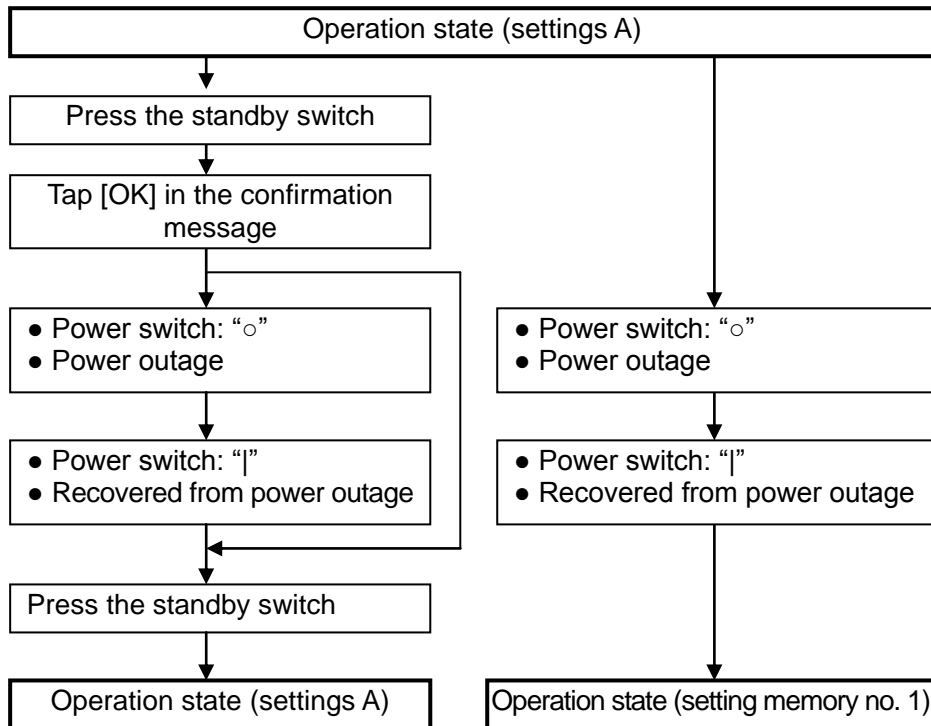 Operation state (settings A)
Press the standby switch
Tap [OK] in the confirmation
message
● Power switch: “○”
● Power outage
● Power switch: “|”
● Recovered from power outage
Press the standby switch
Operation state (settings A)
● Power switch: “○”
● Power outage
● Power switch: “|”
● Recovered from power outage
Operation state (setting memory no. 1)